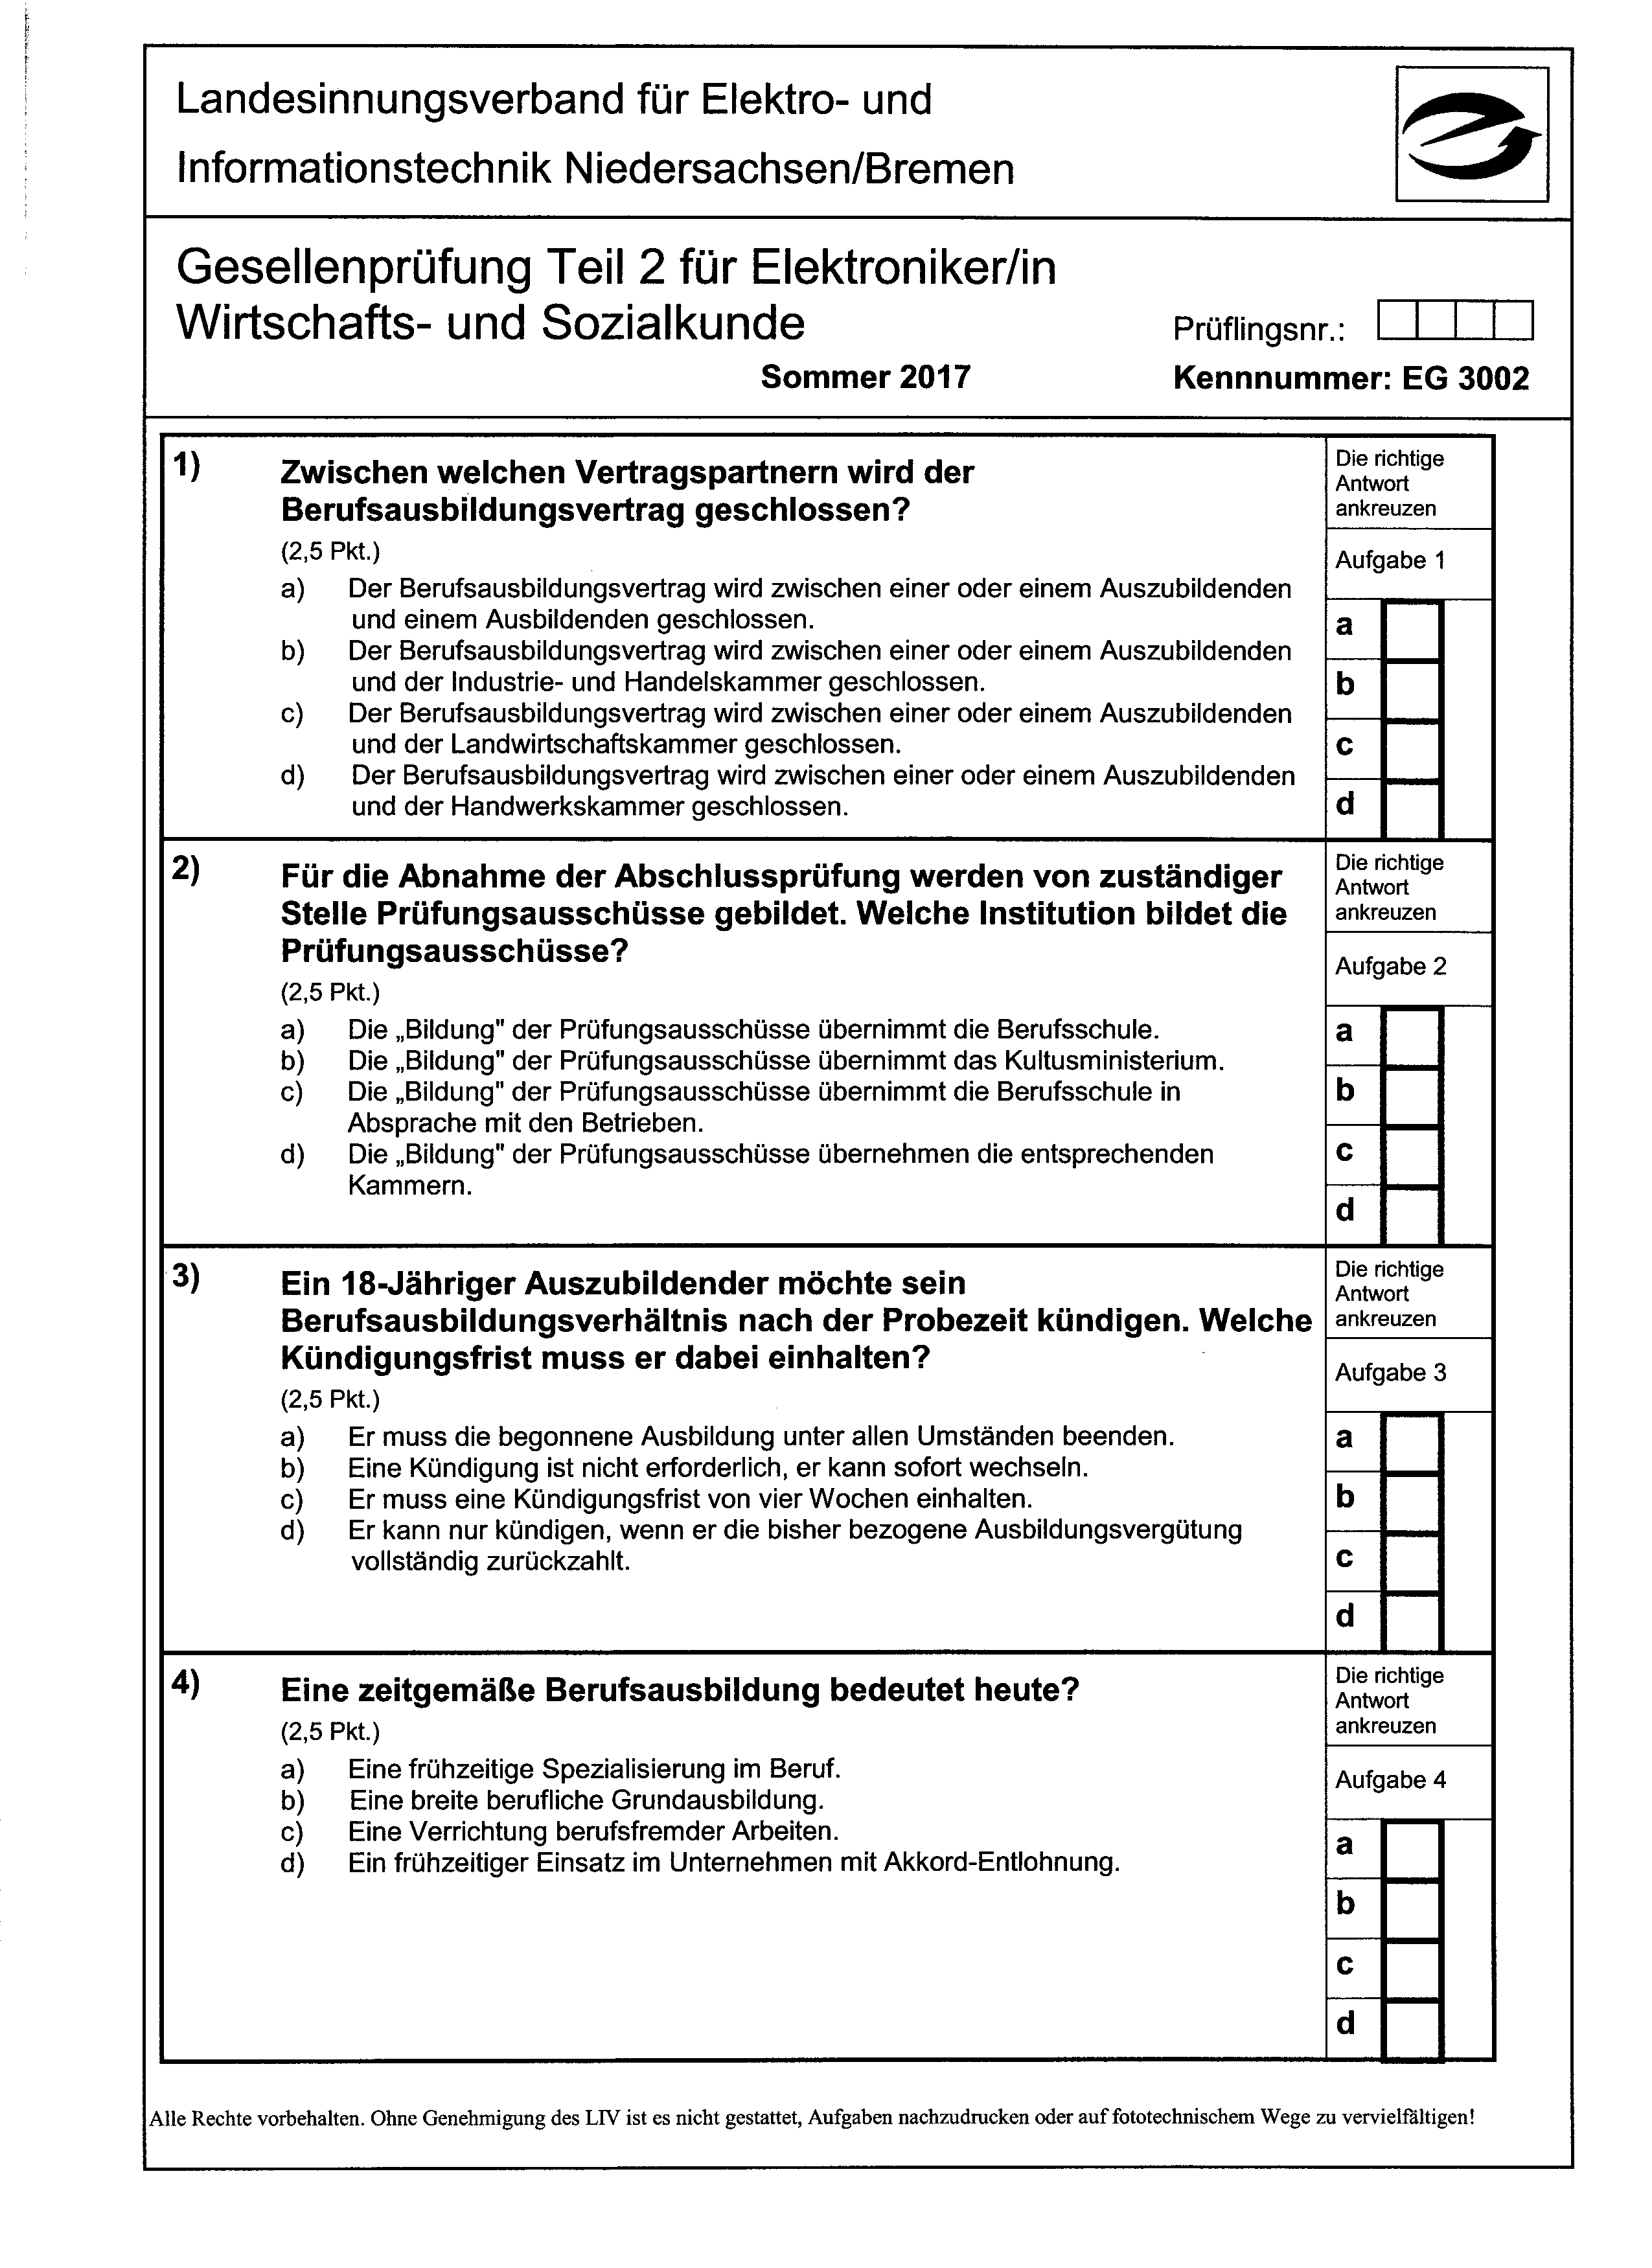 Landesinnungsverband für Elektro- und
Informationstechnik Niedersachsen/Bremen
Gesellenprüfung Teil 2 für Elektroniker/in
Wirtschafts- und Sozialkunde
Prüflingsnr.:
Sommer 2017
Kennnummer: EG 3002
1)
Zwischen welchen Vertragspartnern wird der
Berufsausbildungsvertrag geschlossen?
(2,5 Pkt.)
a) Der Berufsausbildungsvertrag wird zwischen einer oder einem Auszubildenden
und einem Ausbildenden geschlossen.
b) Der Berufsausbildungsvertrag wird zwischen einer oder einem Auszubildenden
und der Industrie- und Handelskammer geschlossen.
c) Der Berufsausbildungsvertrag wird zwischen einer oder einem Auszubildenden
und der Landwirtschaftskammer geschlossen.
d) Der Berufsausbildungsvertrag wird zwischen einer oder einem Auszubildenden
und der Handwerkskammer geschlossen.
Die richtige
Antwort
ankreuzen
Aufgabe 1
a
b
c
d
2)
Für die Abnahme der Abschlussprüfung werden von zuständiger
Stelle Prüfungsausschüsse gebildet. Welche Institution bildet die
Prüfungsausschüsse?
(2,5 Pkt.)
a) Die „Bildung" der Prüfungsausschüsse übernimmt die Berufsschule.
b) Die „Bildung" der Prüfungsausschüsse übernimmt das Kultusministerium.
c) Die „Bildung" der Prüfungsausschüsse übernimmt die Berufsschule in
Absprache mit den Betrieben.
d) Die „Bildung" der Prüfungsausschüsse übernehmen die entsprechenden
Kammern.
Die richtige
Antwort
ankreuzen
Aufgabe 2
a
b
c
d
3)
Ein 18-Jähriger Auszubildender möchte sein
Berufsausbildungsverhältnis nach der Probezeit kündigen. Welche
Kündigungsfrist muss er dabei einhalten?
(2,5 Pkt.)
a) Er muss die begonnene Ausbildung unter allen Umständen beenden.
b) Eine Kündigung ist nicht erforderlich, er kann sofort wechseln.
c) Er muss eine Kündigungsfrist von vier Wochen einhalten.
d) Er kann nur kündigen, wenn er die bisher bezogene Ausbildungsvergütung
vollständig zurückzahlt.
Die richtige
Antwort
ankreuzen
Aufgabe 3
a
b
c
d
4)
Eine zeitgemäße Berufsausbildung bedeutet heute?
(2,5 Pkt.)
a) Eine frühzeitige Spezialisierung im Beruf.
b) Eine breite berufliche Grundausbildung.
c) Eine Verrichtung berufsfremder Arbeiten.
d) Ein frühzeitiger Einsatz im Unternehmen mit Akkord-Entlohnung.
Die richtige
Antwort
ankreuzen
Aufgabe 4
a
b
c
d
Alle Rechte vorbehalten. Ohne Genehmigung des LIV ist es nicht gestattet, Aufgaben nachzudrucken oder auf fototechnischem Wege zu vervielfältigen!